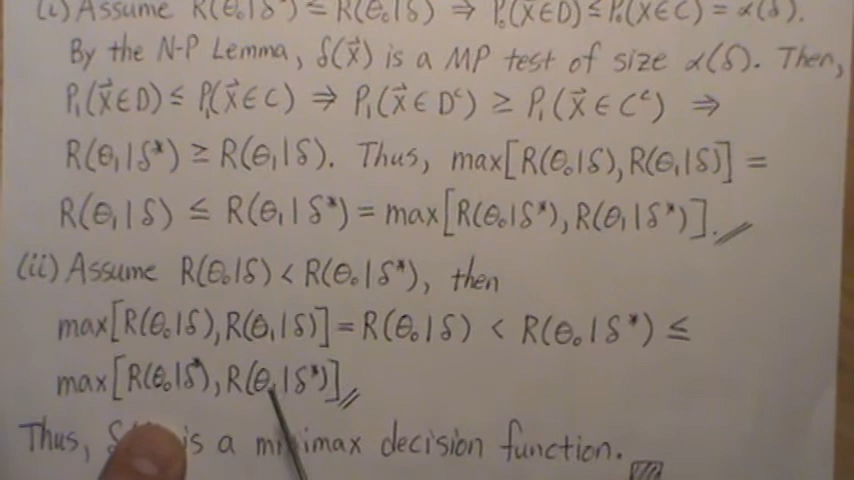 (i) Assume R(θ₀|δ*) ≤ R(θ₀|δ) ⇒ P₀(X⃗∈D) ≤ P₀(X⃗∈C) = α(δ).
By the N-P Lemma, δ(x⃗) is a MP test of size α(δ). Then,
P₁(X⃗∈D) ≤ P₁(X⃗∈C) ⇒ P₁(X⃗∈Dᶜ) ≥ P₁(X⃗∈Cᶜ) ⇒
R(θ₁|δ*) ≥ R(θ₁|δ). Thus, max[R(θ₀|δ), R(θ₁|δ)] =
R(θ₁|δ) ≤ R(θ₁|δ*) = max[R(θ₀|δ*), R(θ₁|δ*)]. //
(ii) Assume R(θ₀|δ) < R(θ₀|δ*), then
max[R(θ₀|δ), R(θ₁|δ)] = R(θ₀|δ) < R(θ₀|δ*) ≤
max[R(θ₀|δ*), R(θ₁|δ*)] //
Thus, is a minimax decision function.